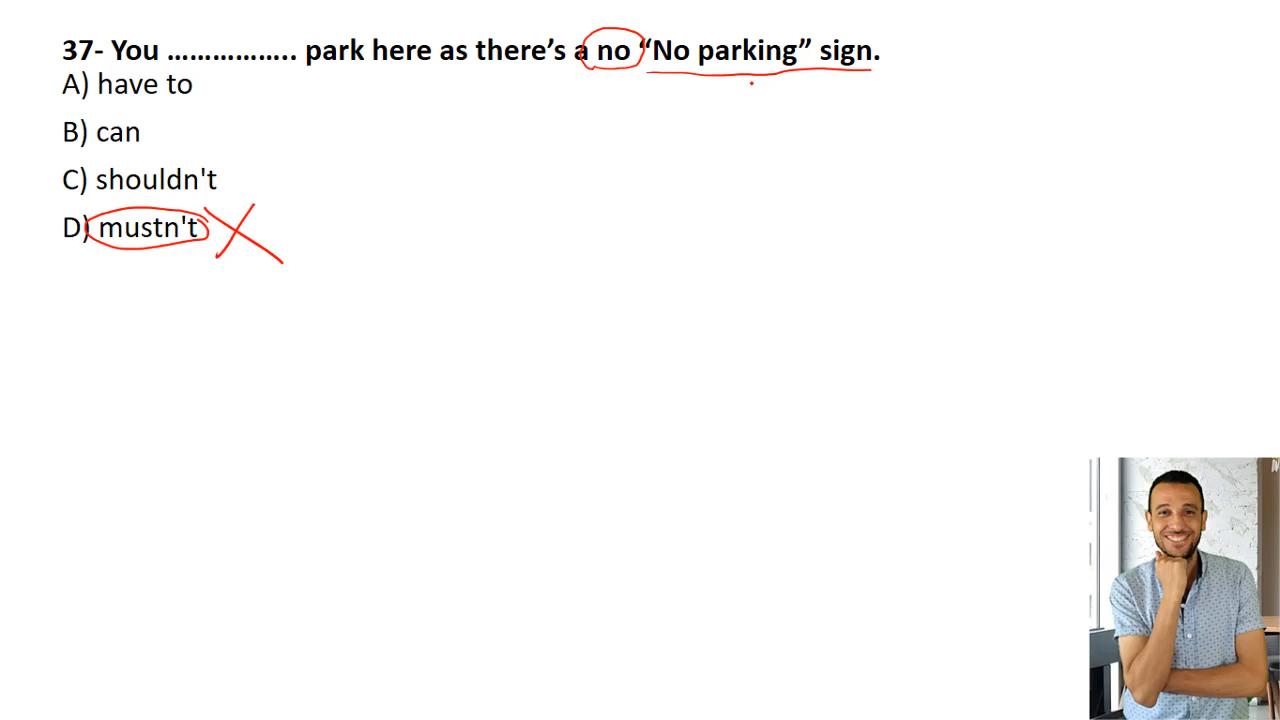 37- You …………….. park here as there’s a no “No parking” sign.
A) have to
B) can
C) shouldn't
D) mustn't